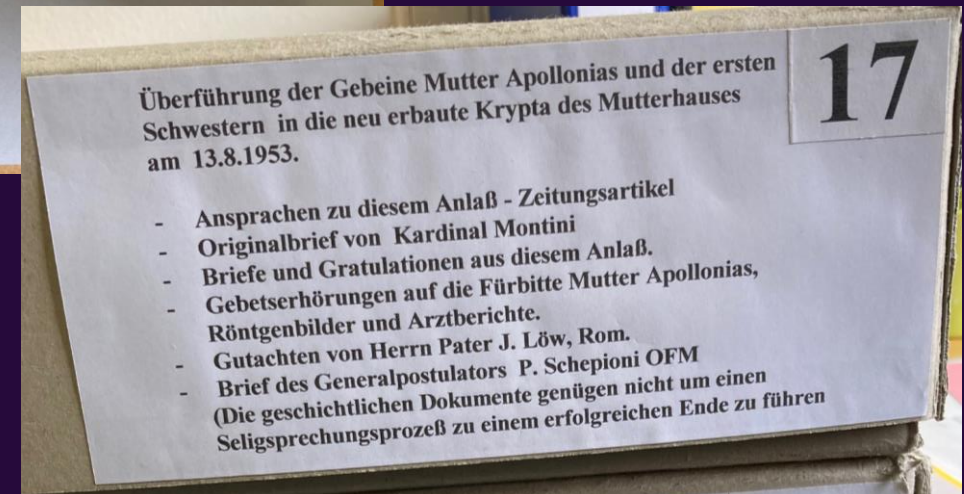 17
Überführung der Gebeine Mutter Apollonias und der ersten
Schwestern in die neu erbaute Krypta des Mutterhauses
am 13.8.1953.
- Ansprachen zu diesem Anlaß - Zeitungsartikel
- Originalbrief von Kardinal Montini
- Briefe und Gratulationen aus diesem Anlaß.
- Gebetserhörungen auf die Fürbitte Mutter Apollonias,
Röntgenbilder und Arztberichte.
- Gutachten von Herrn Pater J. Löw, Rom.
- Brief des Generalpostulators P. Schepioni OFM
(Die geschichtlichen Dokumente genügen nicht um einen
Seligsprechungsprozeß zu einem erfolgreichen Ende zu führen